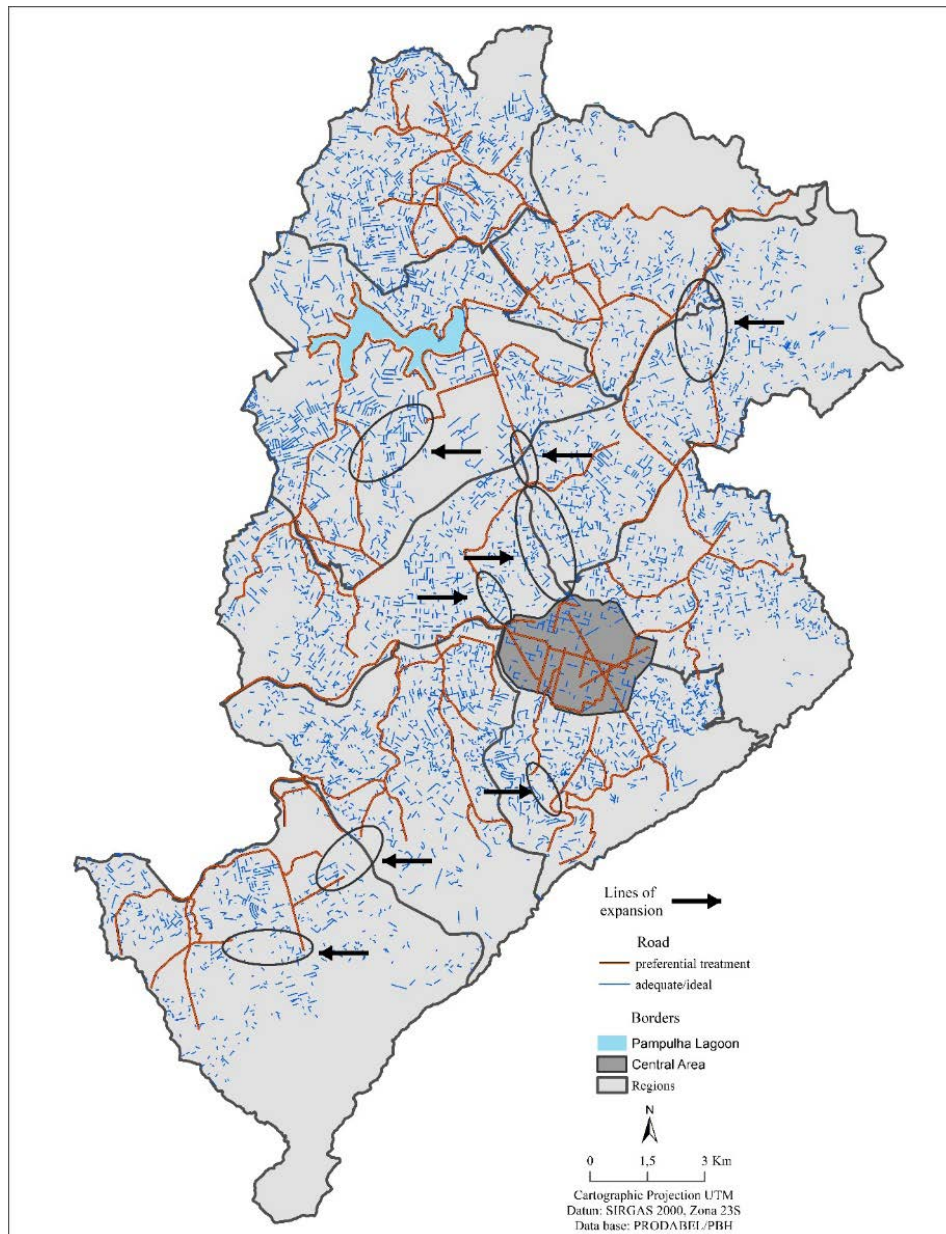 Lines of
expansion
Road
preferential treatment
adequate/ideal
Borders
Pampulha Lagoon
Central Area
Regions
N
0 1,5 3 Km
Cartographic Projection UTM
Datun: SIRGAS 2000, Zona 23S
Data base: PRODABEL/PBH